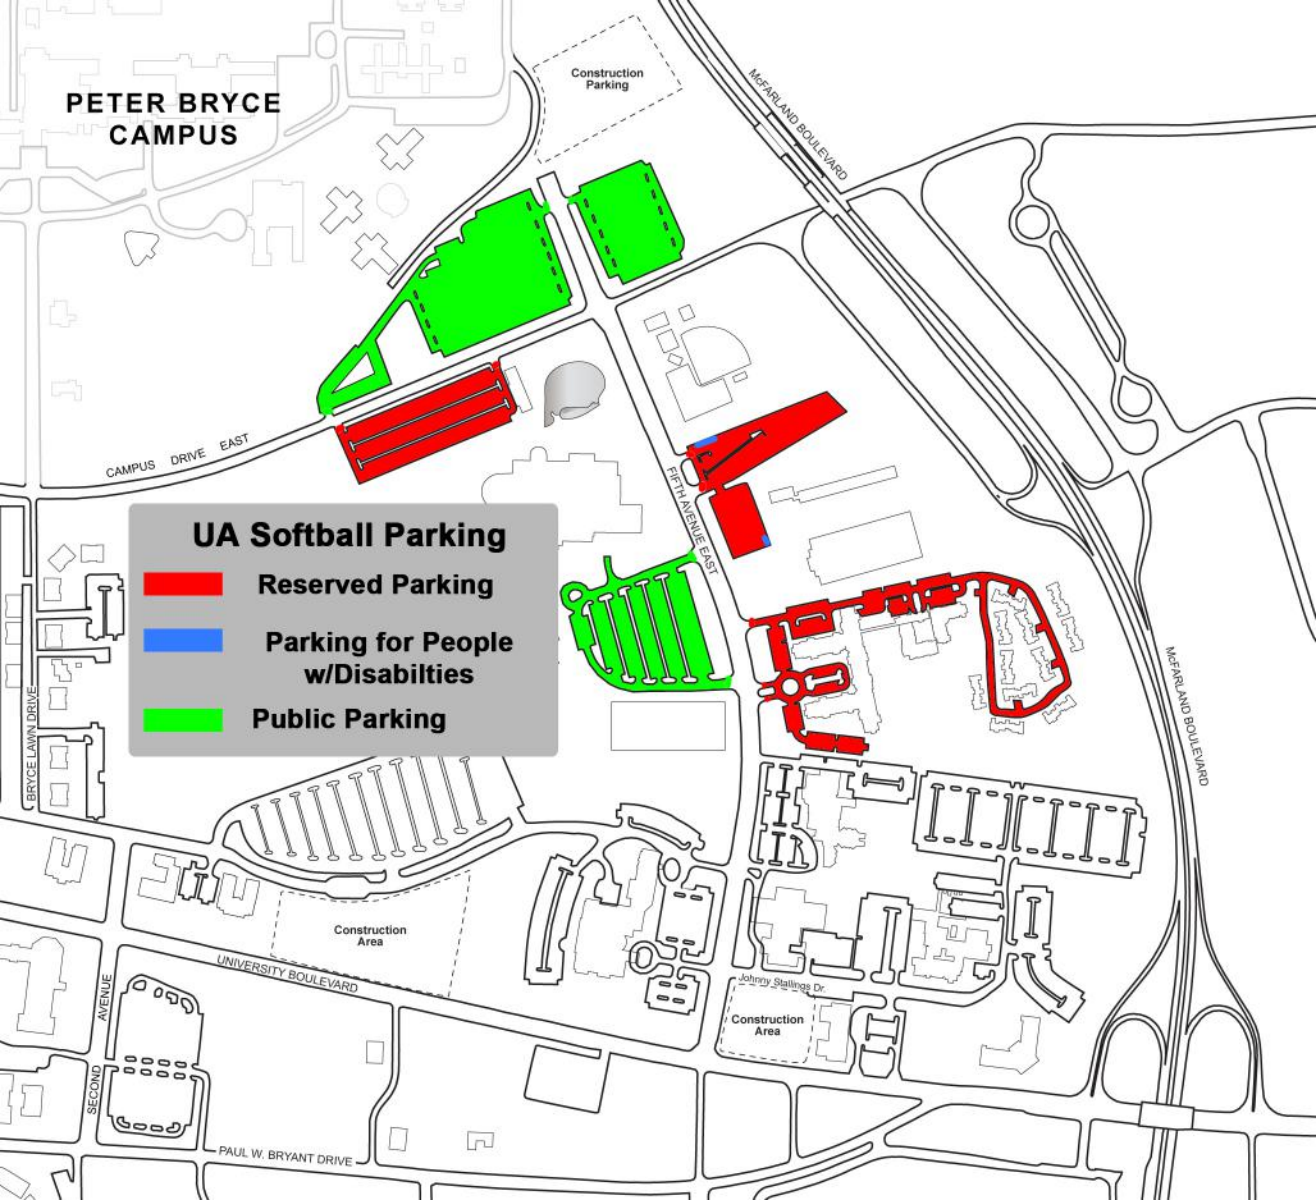 Construction
Parking
PETER BRYCE
CAMPUS
McFARLAND BOULEVARD
CAMPUS DRIVE EAST
FIFTH AVENUE EAST
UA Softball Parking
Reserved Parking
Parking for People
w/Disabilties
Public Parking
BRYCE LAWN DRIVE
McFARLAND BOULEVARD
Construction
Area
UNIVERSITY BOULEVARD
Johnny Stallings Dr.
Construction
Area
SECOND AVENUE
PAUL W. BRYANT DRIVE